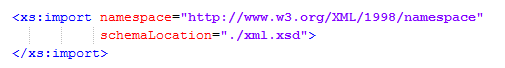 <xs:import namespace="http://www.w3.org/XML/1998/namespace"
schemaLocation="./xml.xsd">
</xs:import>